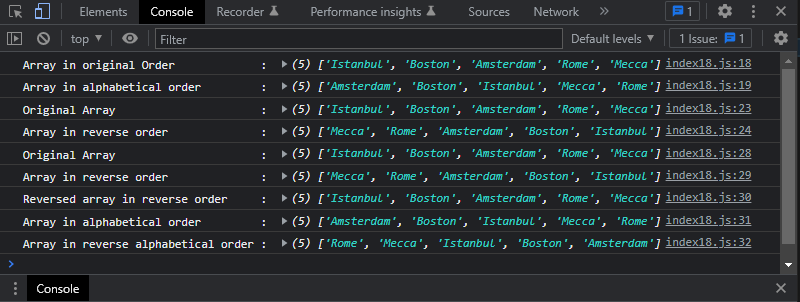 Elements Console Recorder Performance insights Sources Network » 1
top Filter Default levels 1 Issue: 1
Array in original Order : (5) ['Istanbul', 'Boston', 'Amsterdam', 'Rome', 'Mecca'] index18.js:18
Array in alphabetical order : (5) ['Amsterdam', 'Boston', 'Istanbul', 'Mecca', 'Rome'] index18.js:19
Original Array : (5) ['Istanbul', 'Boston', 'Amsterdam', 'Rome', 'Mecca'] index18.js:23
Array in reverse order : (5) ['Mecca', 'Rome', 'Amsterdam', 'Boston', 'Istanbul'] index18.js:24
Original Array : (5) ['Istanbul', 'Boston', 'Amsterdam', 'Rome', 'Mecca'] index18.js:28
Array in reverse order : (5) ['Mecca', 'Rome', 'Amsterdam', 'Boston', 'Istanbul'] index18.js:29
Reversed array in reverse order : (5) ['Istanbul', 'Boston', 'Amsterdam', 'Rome', 'Mecca'] index18.js:30
Array in alphabetical order : (5) ['Amsterdam', 'Boston', 'Istanbul', 'Mecca', 'Rome'] index18.js:31
Array in reverse alphabetical order : (5) ['Rome', 'Mecca', 'Istanbul', 'Boston', 'Amsterdam'] index18.js:32
Console